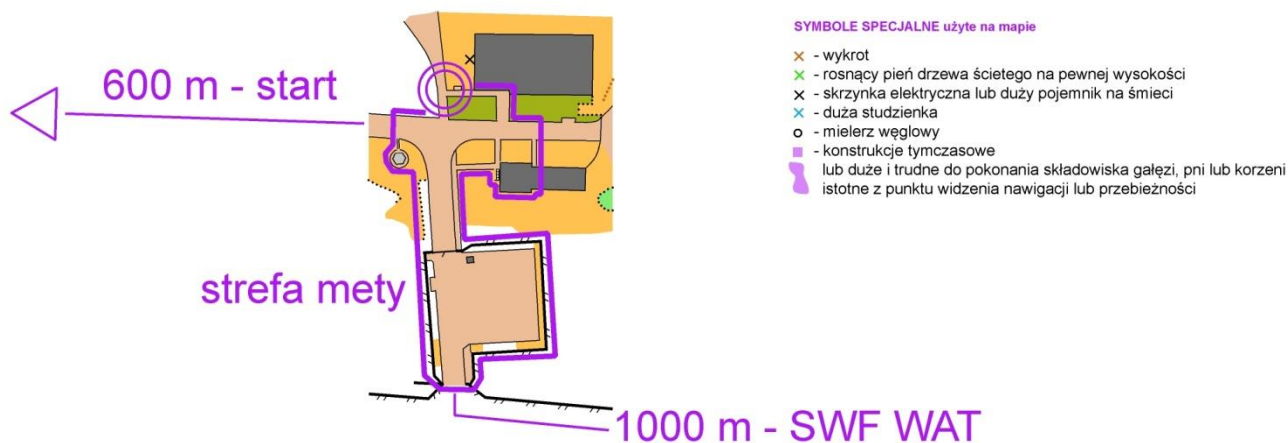 600 m - start
strefa mety
1000 m - SWF WAT
SYMBOLE SPECJALNE użyte na mapie
- wykrot
- rosnący pień drzewa ściętego na pewnej wysokości
- skrzynka elektryczna lub duży pojemnik na śmieci
- duża studzienka
- mielerz węglowy
- konstrukcje tymczasowe
lub duże i trudne do pokonania składowiska gałęzi, pni lub korzeni
istotne z punktu widzenia nawigacji lub przebieżności